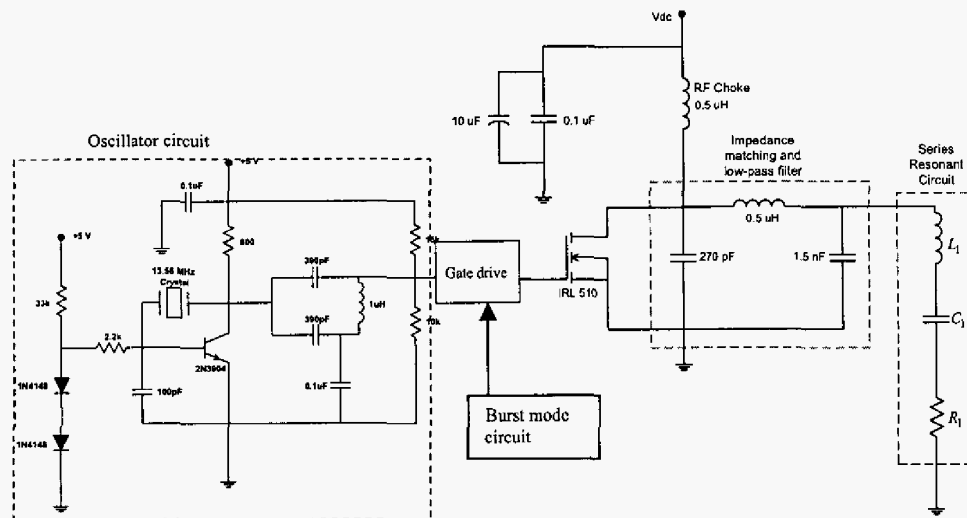 Vdc
RF Choke
0.5 uH
10 uF
0.1 uF
Oscillator circuit
Impedance
matching and
low-pass filter
Series
Resonant
Circuit
+5 V
0.1uF
+5 V
600
13.56 MHz
Crystal
390pF
10k
Gate drive
0.5 uH
270 pF
1.5 nF
L1
IRL 510
33k
1uH
390pF
10k
C1
2.2k
2N3904
1N4148
100pF
0.1uF
Burst mode
circuit
R1
1N4148